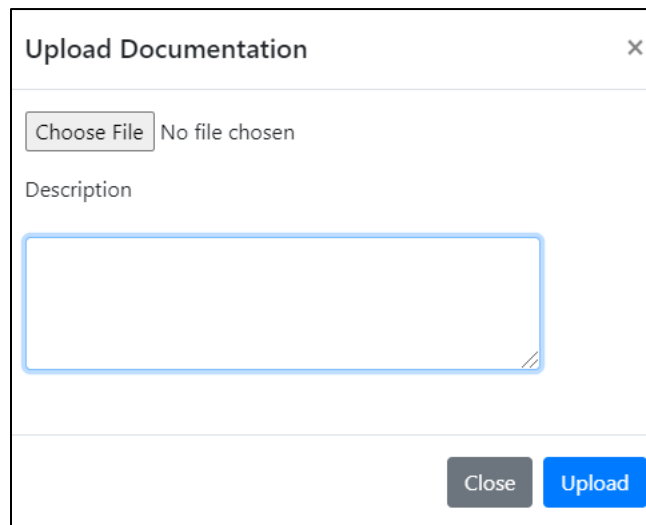 Upload Documentation ×
Choose File No file chosen
Description
Close Upload